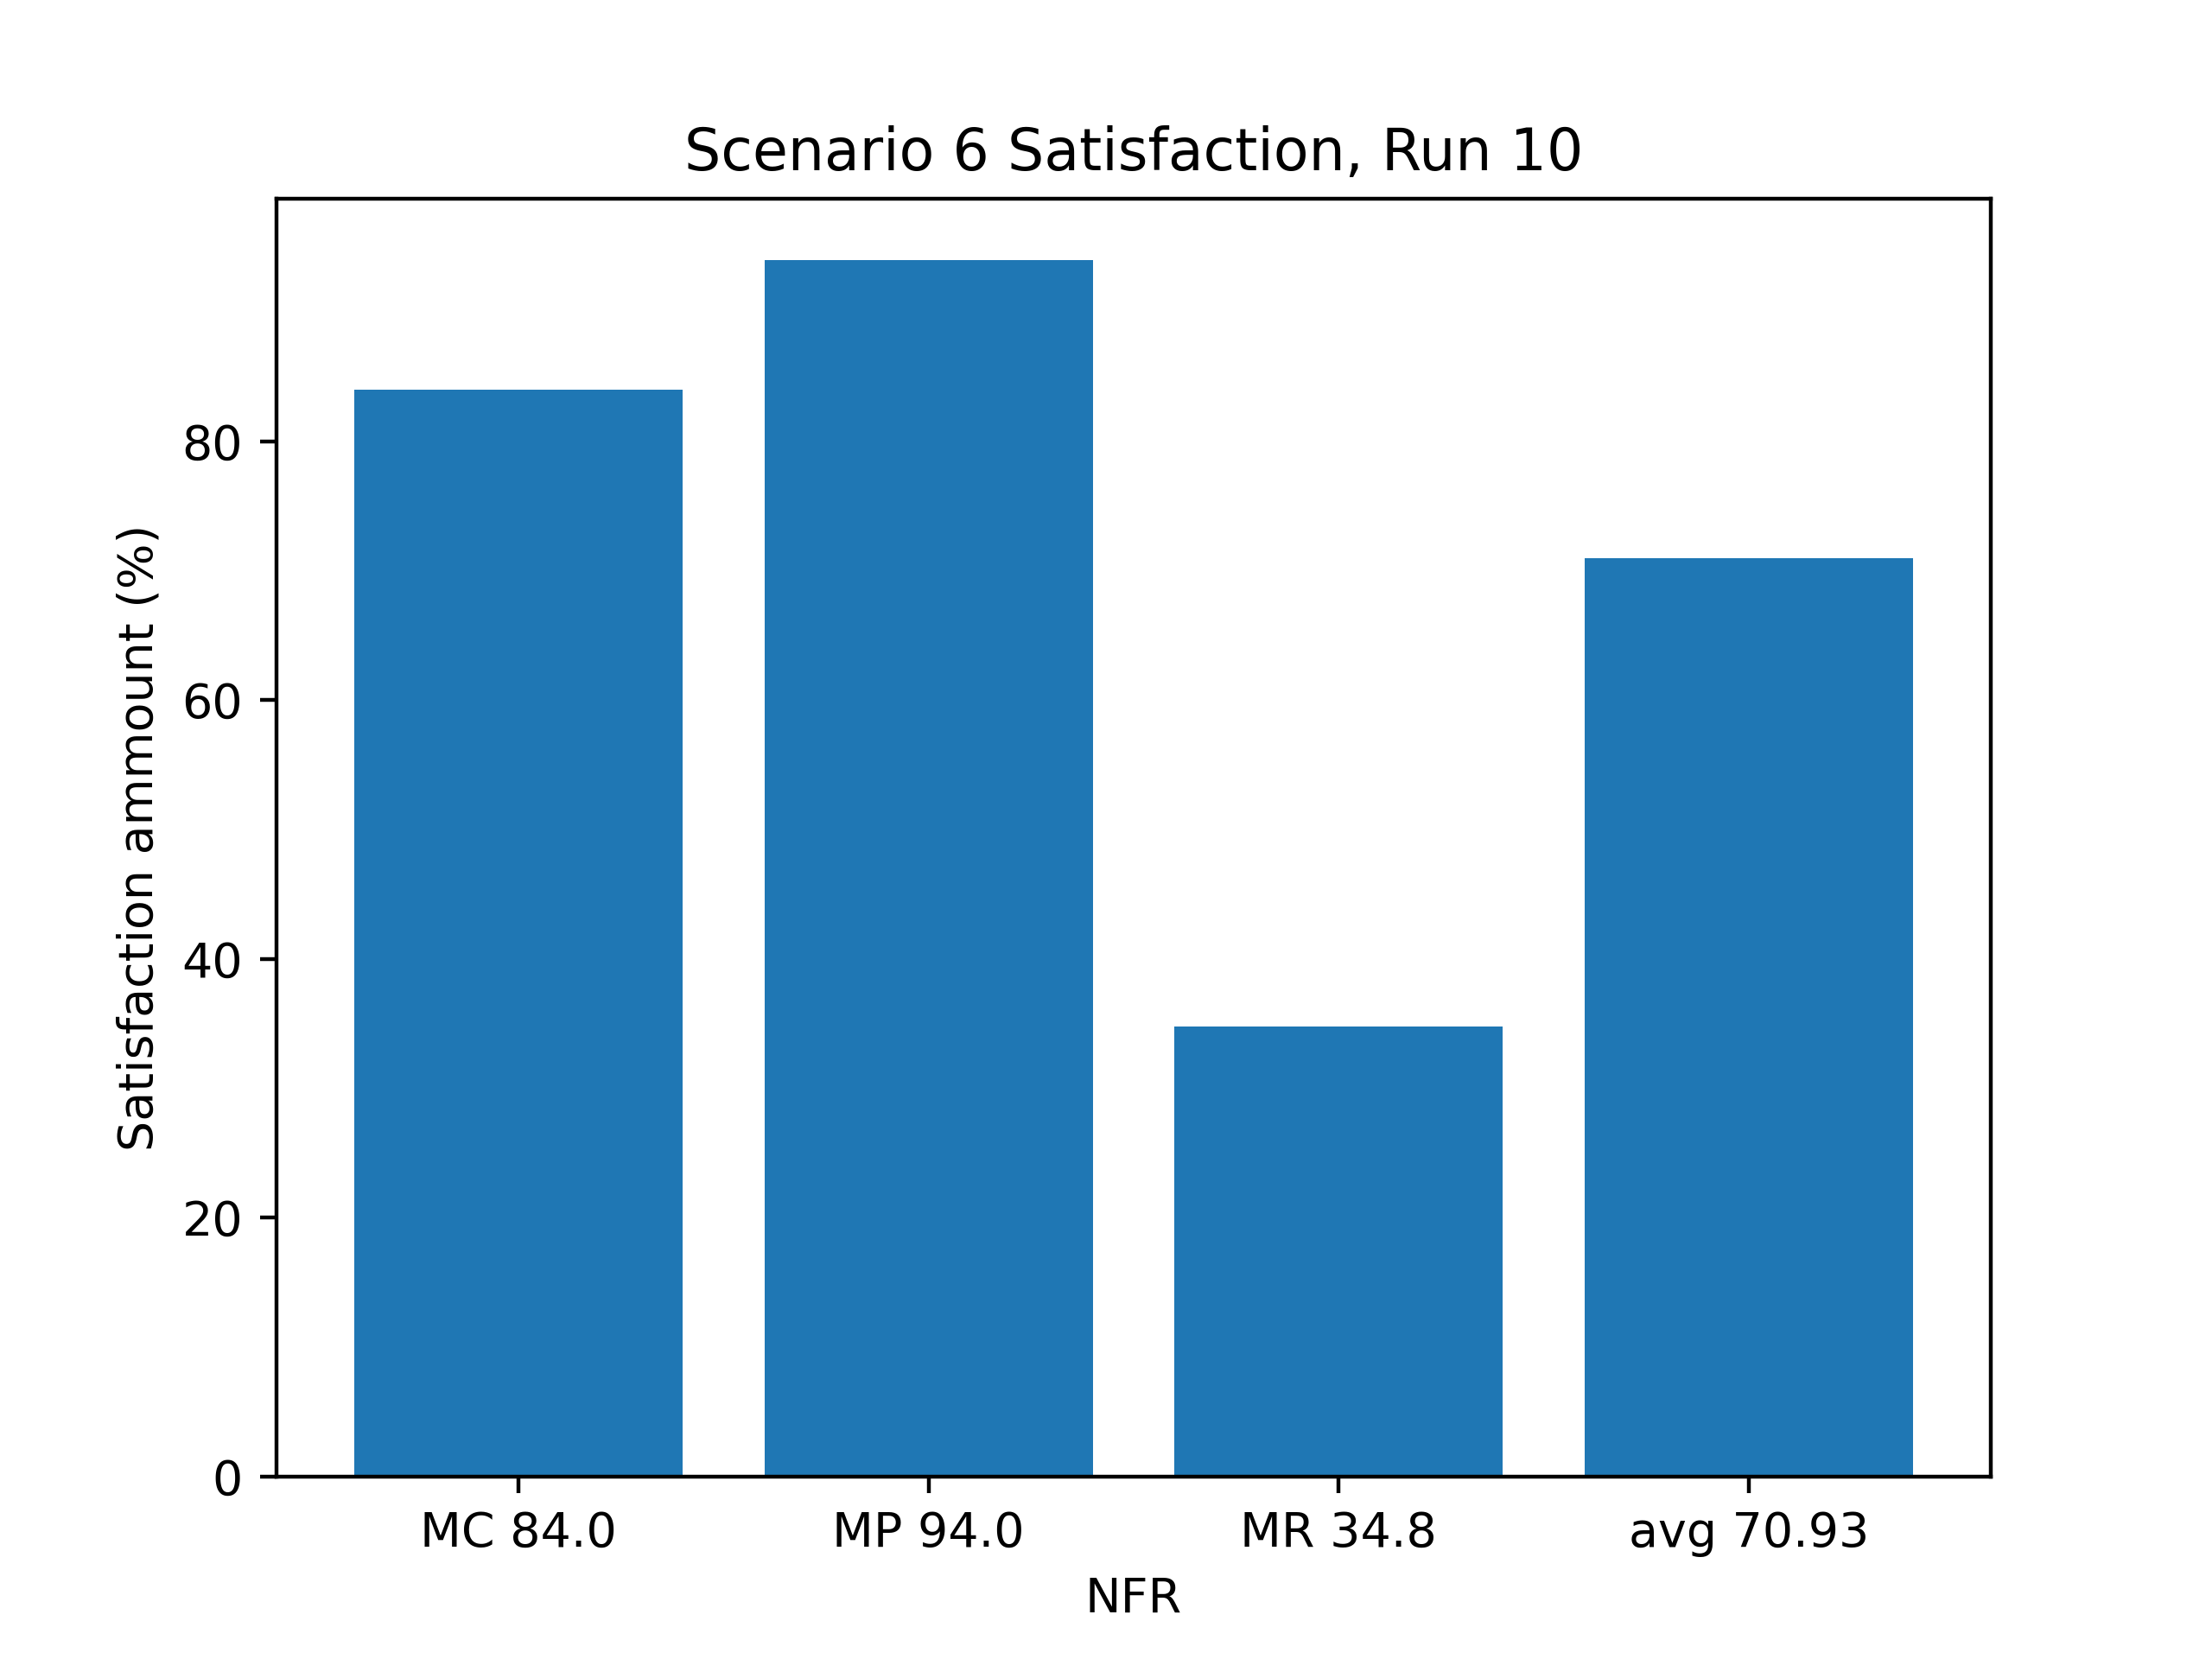 Scenario 6 Satisfaction, Run 10
Satisfaction ammount (%)
80
60
40
20
0
MC 84.0
MP 94.0
MR 34.8
avg 70.93
NFR